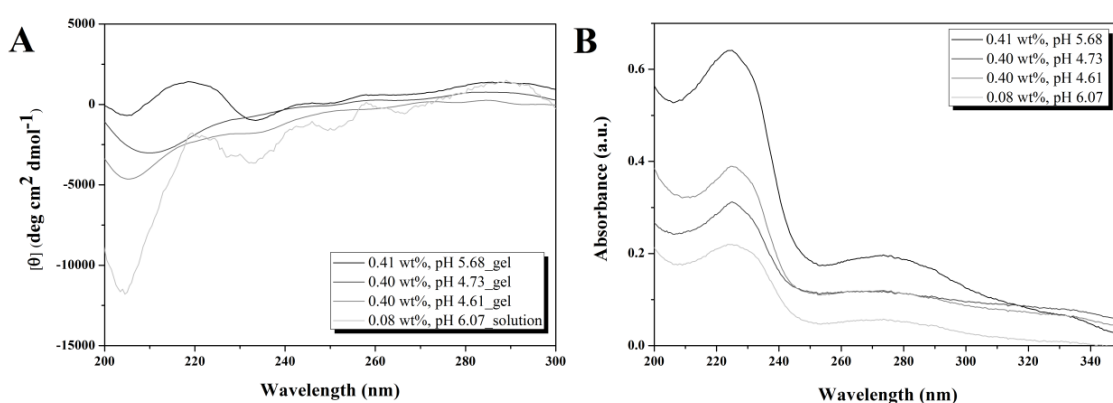 A
5000
0
-5000
-10000
-15000
[θ] (deg cm² dmol⁻¹)
0.41 wt%, pH 5.68_gel
0.40 wt%, pH 4.73_gel
0.40 wt%, pH 4.61_gel
0.08 wt%, pH 6.07_solution
200 220 240 260 280 300
Wavelength (nm)
B
0.6
0.4
0.2
0.0
Absorbance (a.u.)
0.41 wt%, pH 5.68
0.40 wt%, pH 4.73
0.40 wt%, pH 4.61
0.08 wt%, pH 6.07
200 220 240 260 280 300 320 340
Wavelength (nm)